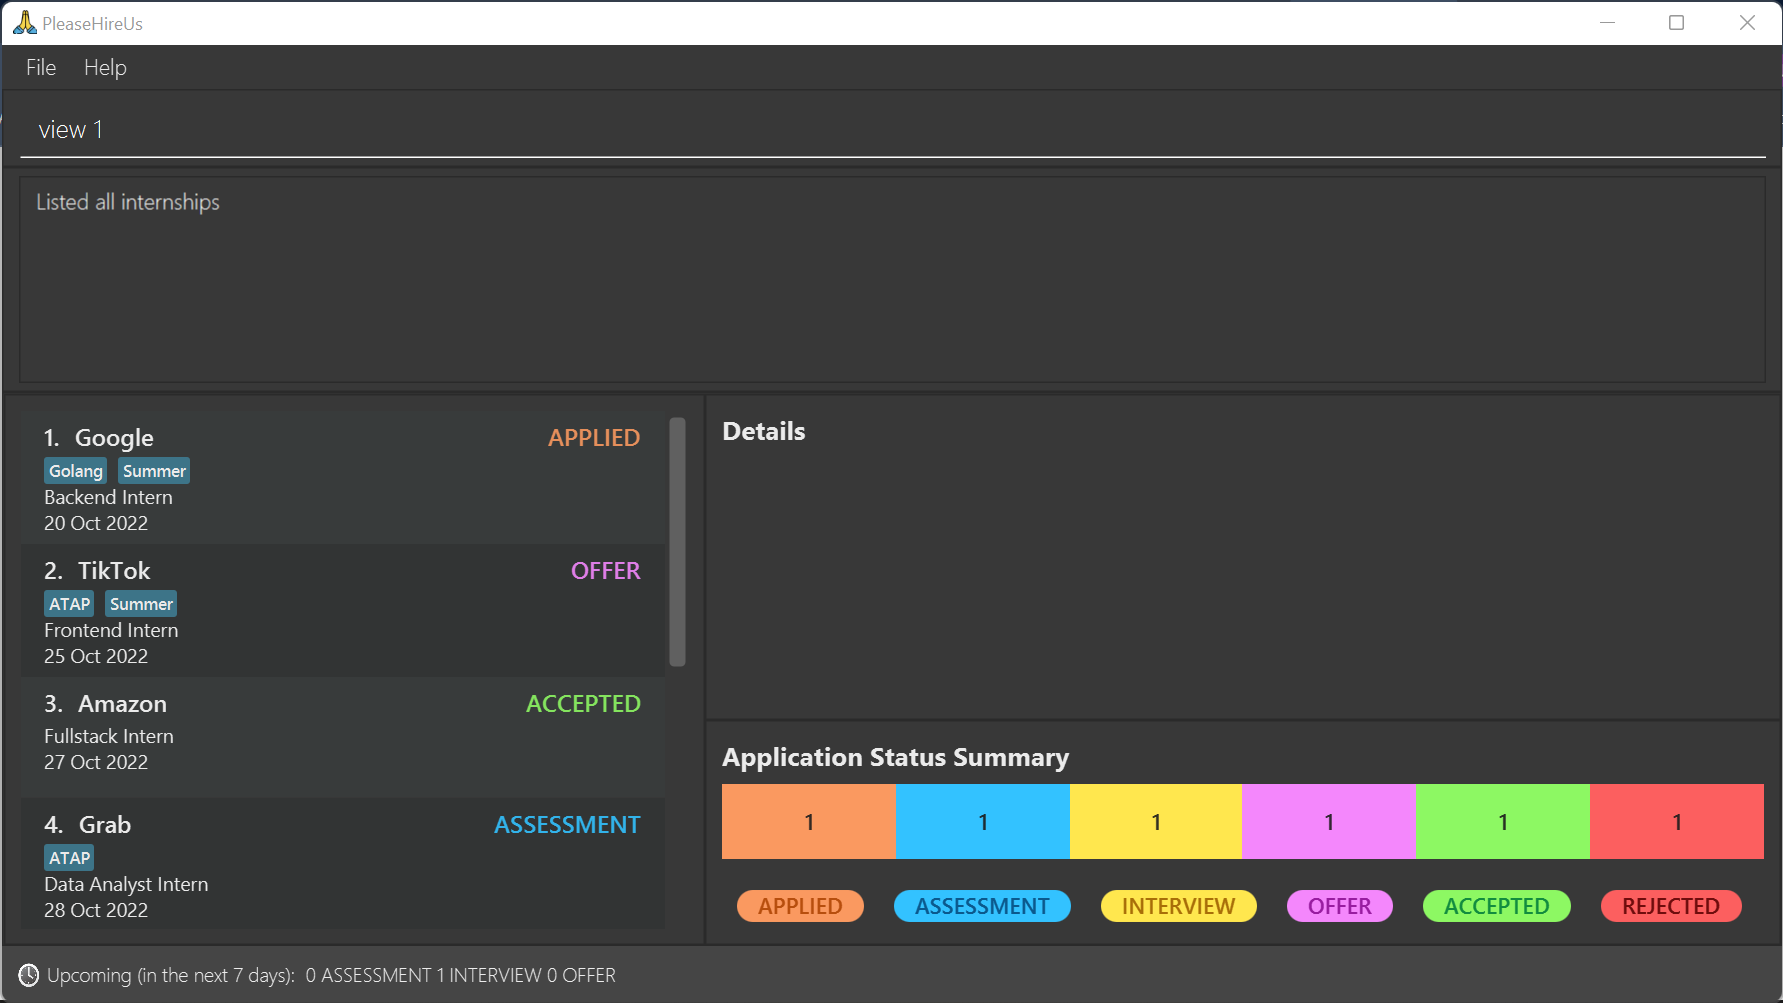 PleaseHireUs
File Help
view 1
Listed all internships
1. Google APPLIED
Golang Summer
Backend Intern
20 Oct 2022
2. TikTok OFFER
ATAP Summer
Frontend Intern
25 Oct 2022
3. Amazon ACCEPTED
Fullstack Intern
27 Oct 2022
4. Grab ASSESSMENT
ATAP
Data Analyst Intern
28 Oct 2022
Details
Application Status Summary
1 1 1 1 1 1
APPLIED ASSESSMENT INTERVIEW OFFER ACCEPTED REJECTED
Upcoming (in the next 7 days): 0 ASSESSMENT 1 INTERVIEW 0 OFFER